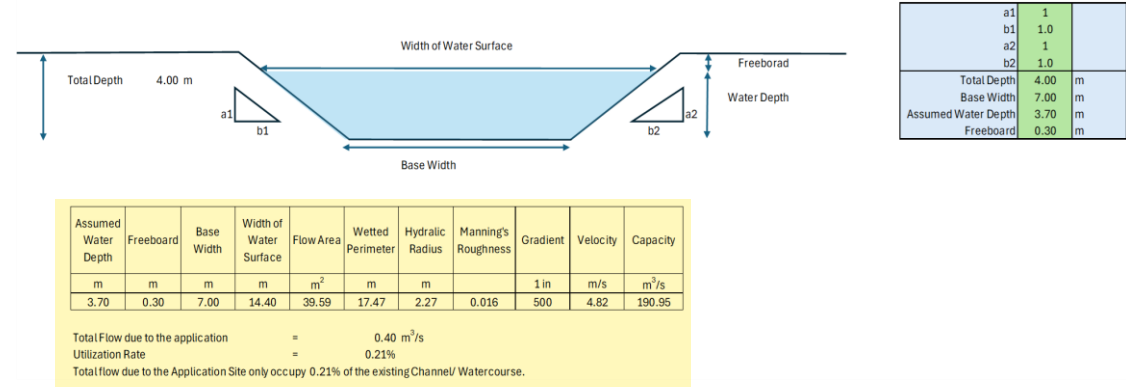 a1 1
b1 1.0
a2 1
b2 1.0
Total Depth 4.00 m
Base Width 7.00 m
Assumed Water Depth 3.70 m
Freeboard 0.30 m
Width of Water Surface
Freeborad
Total Depth 4.00 m
Water Depth
a1
b1
a2
b2
Base Width
Assumed Water Depth Freeboard Base Width Width of Water Surface Flow Area Wetted Perimeter Hydralic Radius Manning's Roughness Gradient Velocity Capacity
m m m m m² m m 1 in m/s m³/s
3.70 0.30 7.00 14.40 39.59 17.47 2.27 0.016 500 4.82 190.95
Total Flow due to the application = 0.40 m³/s
Utilization Rate = 0.21%
Total flow due to the Application Site only occupy 0.21% of the existing Channel/ Watercourse.